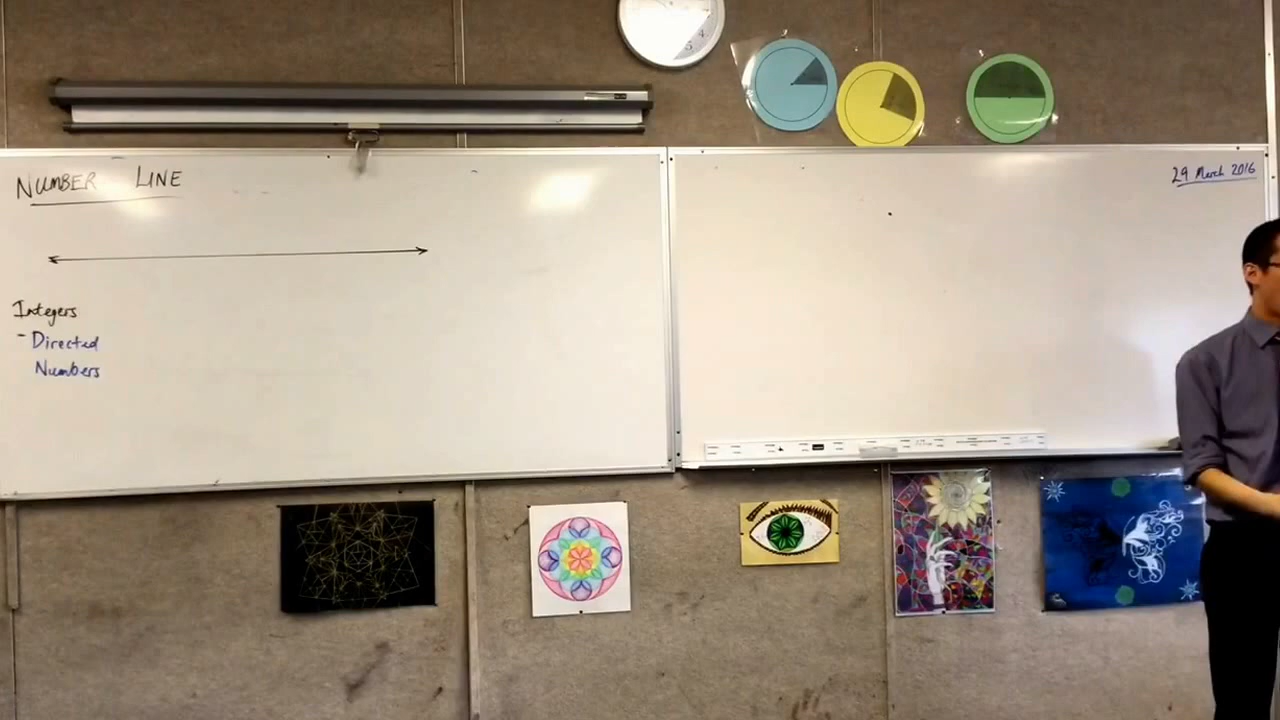 NUMBER LINE
29 March 2016
Integers
- Directed
Numbers